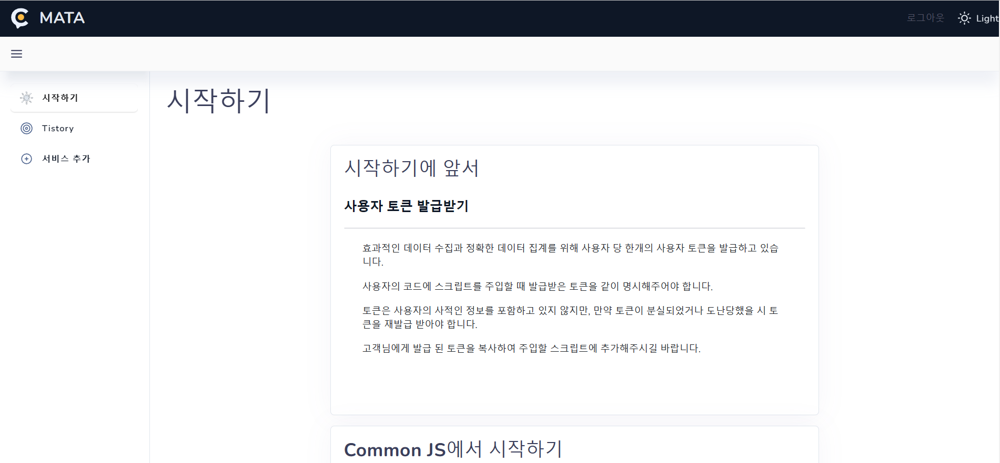 MATA
로그아웃
Light
시작하기
Tistory
서비스 추가
시작하기
시작하기에 앞서
사용자 토큰 발급받기
효과적인 데이터 수집과 정확한 데이터 집계를 위해 사용자 당 한개의 사용자 토큰을 발급하고 있습
니다.
사용자의 코드에 스크립트를 주입할 때 발급받은 토큰을 같이 명시해주어야 합니다.
토큰은 사용자의 사적인 정보를 포함하고 있지 않지만, 만약 토큰이 분실되었거나 도난당했을 시 토
큰을 재발급 받아야 합니다.
고객님에게 발급 된 토큰을 복사하여 주입할 스크립트에 추가해주시길 바랍니다.
Common JS에서 시작하기